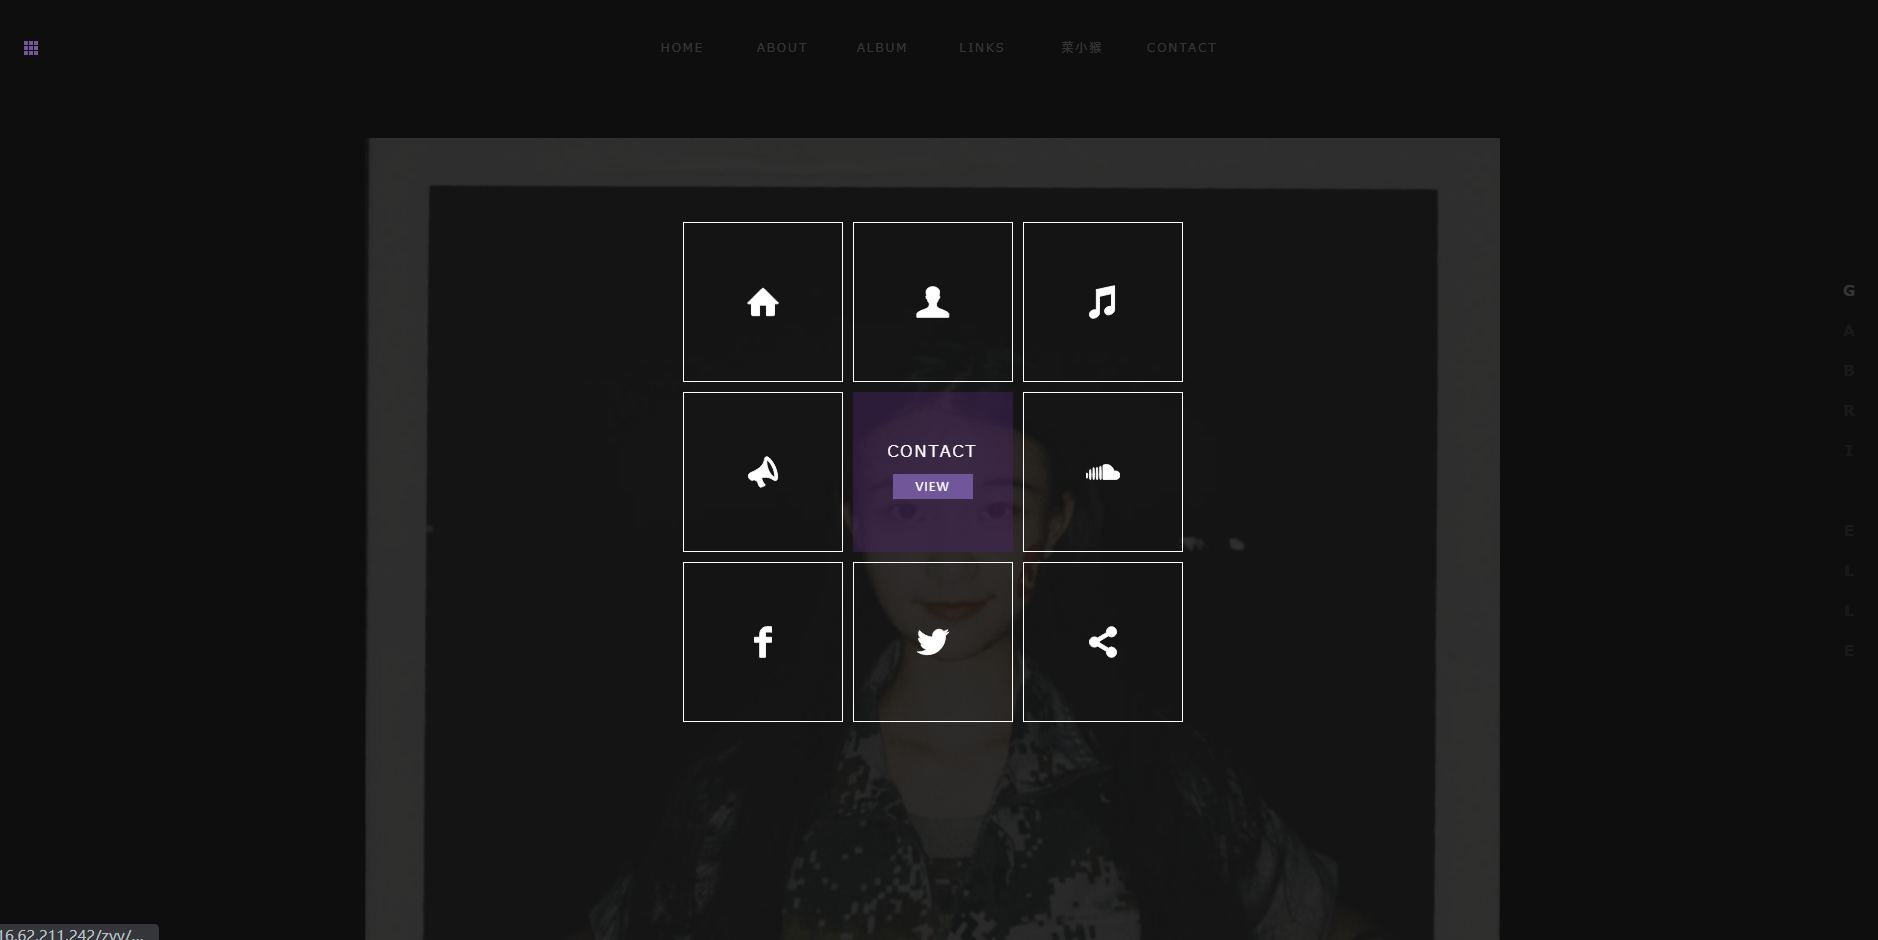 HOME ABOUT ALBUM LINKS 菜小猴 CONTACT
CONTACT
VIEW
G
A
B
R
I
E
L
L
E
16.62.211.242/zyy/...